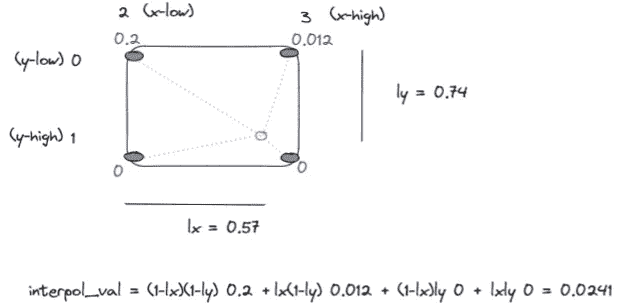 2 (x-low)
3 (x-high)
0.2
0.012
(y-low) 0
ly = 0.74
(y-high) 1
0
0
lx = 0.57
interpol_val = (1-lx)(1-ly) 0.2 + lx(1-ly) 0.012 + (1-lx)ly 0 + lxly 0 = 0.0241